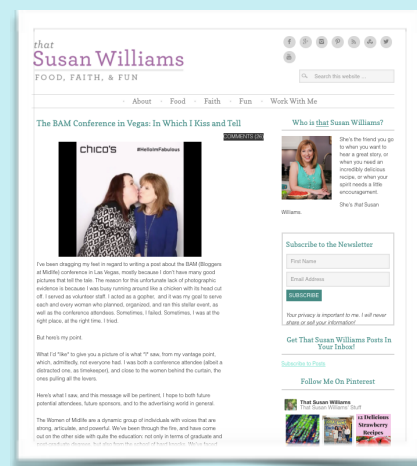 that
Susan Williams
FOOD, FAITH, & FUN
Search this website ...
About Food Faith Fun Work With Me
The BAM Conference in Vegas: In Which I Kiss and Tell
COMMENTS (26)
chico's #HelloImFabulous
I've been dragging my feet in regard to writing a post about the BAM (Bloggers
at Midlife) conference in Las Vegas, mostly because I don't have many good
pictures that tell the tale. The reason for this unfortunate lack of photographic
evidence is because I was busy running around like a chicken with its head cut
off. I served as volunteer staff. I acted as a gopher, and it was my goal to serve
each and every woman who planned, organized, and ran this stellar event, as
well as the conference attendees. Sometimes, I failed. Sometimes, I was at the
right place, at the right time. I tried.
But here's my point.
What I'd *like* to give you a picture of is what *I* saw, from my vantage point,
which, admittedly, not everyone had. I was both a conference attendee (albeit a
distracted one, as timekeeper), and close to the women behind the curtain, the
ones pulling all the levers.
Here's what I saw, and this message will be pertinent, I hope to both future
potential attendees, future sponsors, and to the advertising world in general.
The Women of Midlife are a dynamic group of individuals with voices that are
strong, articulate, and powerful. We've been through the fire, and have come
out on the other side with quite the education: not only in terms of graduate and
Who is that Susan Williams?
She's the friend you go
to when you want to
hear a great story, or
when you need an
incredibly delicious
recipe, or when your
spirit needs a little
encouragement.
She's that Susan
Williams.
Subscribe to the Newsletter
First Name
Email Address
SUBSCRIBE
Your privacy is important to me. I will never
share or sell your information!
Get That Susan Williams Posts In
Your Inbox!
Subscribe to Posts
Follow Me On Pinterest
That Susan Williams
That Susan Williams' Stuff
12 Delicious
Strawberry
Recipes